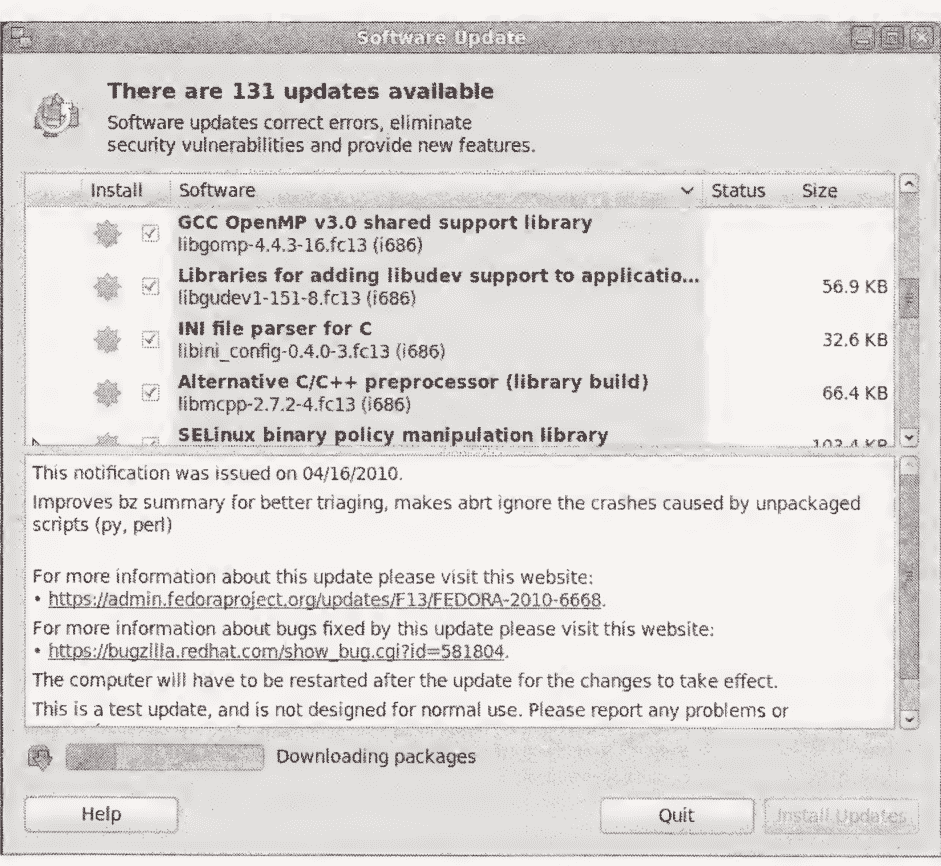 Software Update
There are 131 updates available
Software updates correct errors, eliminate
security vulnerabilities and provide new features.
Install Software Status Size
GCC OpenMP v3.0 shared support library
libgomp-4.4.3-16.fc13 (i686)
Libraries for adding libudev support to applicatio...
libgudev1-151-8.fc13 (i686) 56.9 KB
INI file parser for C
libini_config-0.4.0-3.fc13 (i686) 32.6 KB
Alternative C/C++ preprocessor (library build)
libmcpp-2.7.2-4.fc13 (i686) 66.4 KB
SELinux binary policy manipulation library
102.4 KB
This notification was issued on 04/16/2010.
Improves bz summary for better triaging, makes abrt ignore the crashes caused by unpackaged
scripts (py, perl)
For more information about this update please visit this website:
• https://admin.fedoraproject.org/updates/F13/FEDORA-2010-6668.
For more information about bugs fixed by this update please visit this website:
• https://bugzilla.redhat.com/show_bug.cgi?id=581804.
The computer will have to be restarted after the update for the changes to take effect.
This is a test update, and is not designed for normal use. Please report any problems or
Downloading packages
Help Quit Install Updates